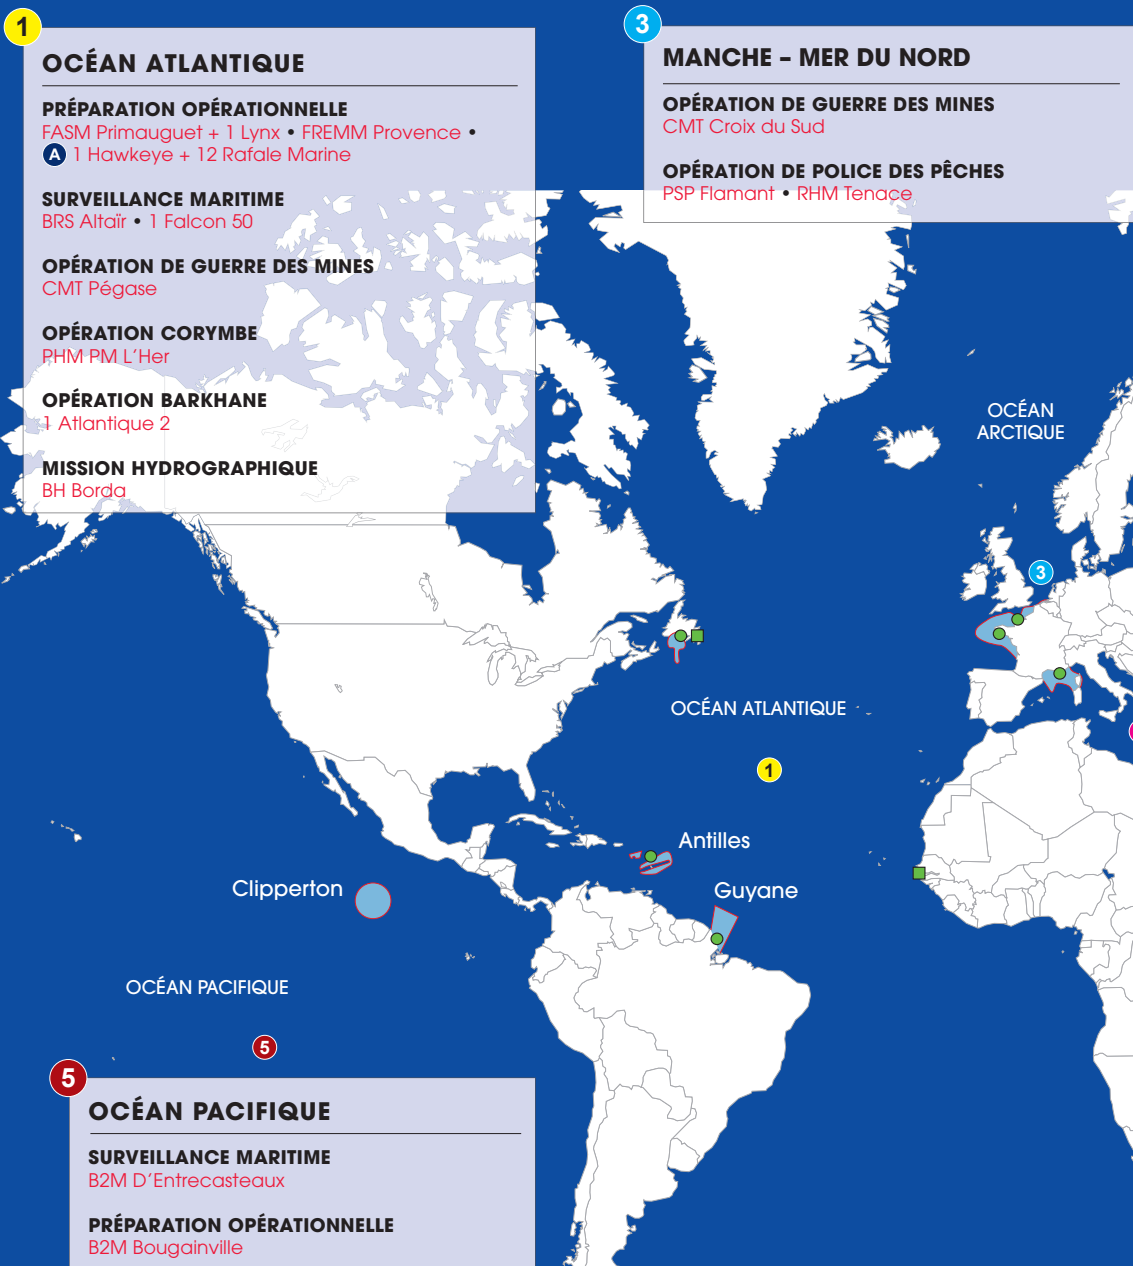 1
OCÉAN ATLANTIQUE
PRÉPARATION OPÉRATIONNELLE
FASM Primauguet + 1 Lynx • FREMM Provence •
A 1 Hawkeye + 12 Rafale Marine
SURVEILLANCE MARITIME
BRS Altaïr • 1 Falcon 50
OPÉRATION DE GUERRE DES MINES
CMT Pégase
OPÉRATION CORYMBE
PHM PM L'Her
OPÉRATION BARKHANE
1 Atlantique 2
MISSION HYDROGRAPHIQUE
BH Borda
3
MANCHE – MER DU NORD
OPÉRATION DE GUERRE DES MINES
CMT Croix du Sud
OPÉRATION DE POLICE DES PÊCHES
PSP Flamant • RHM Tenace
OCÉAN
ARCTIQUE
3
OCÉAN ATLANTIQUE
1
Antilles
Clipperton
Guyane
OCÉAN PACIFIQUE
5
5
OCÉAN PACIFIQUE
SURVEILLANCE MARITIME
B2M D'Entrecasteaux
PRÉPARATION OPÉRATIONNELLE
B2M Bougainville